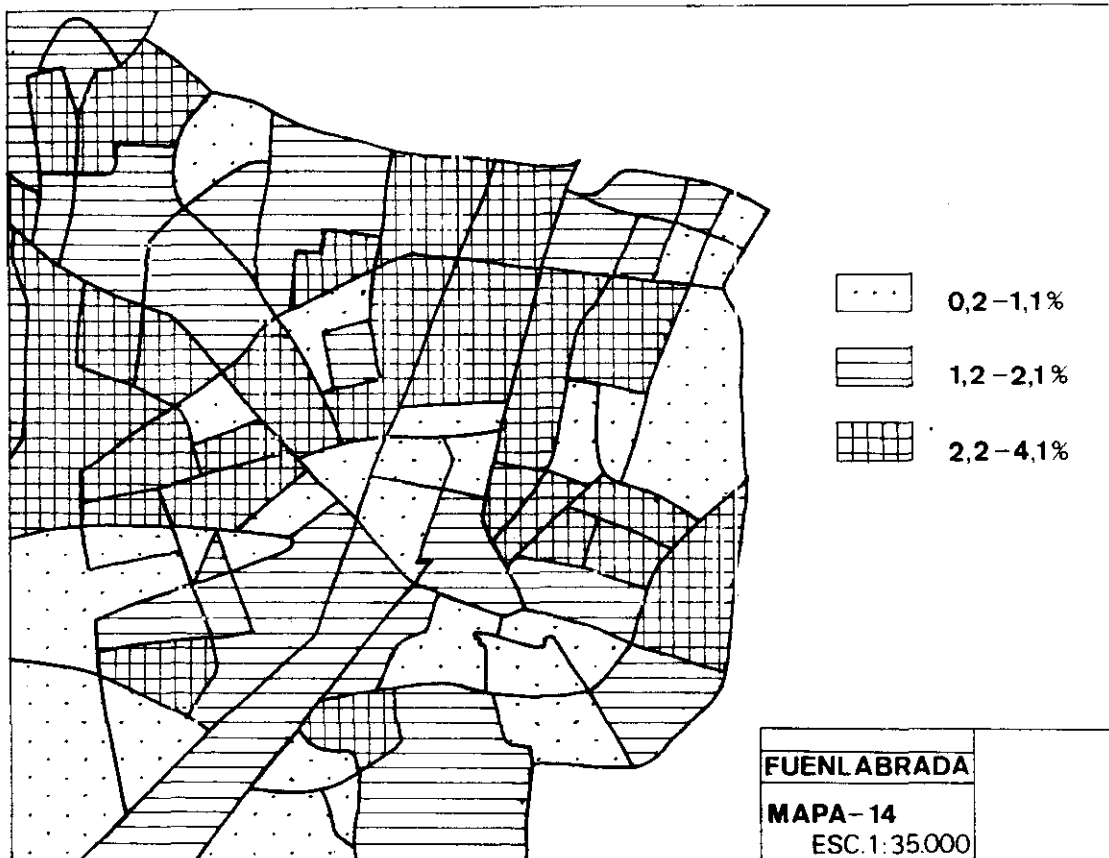 0,2-1,1%
1,2-2,1%
2,2-4,1%
FUENLABRADA
MAPA-14
ESC.1:35.000